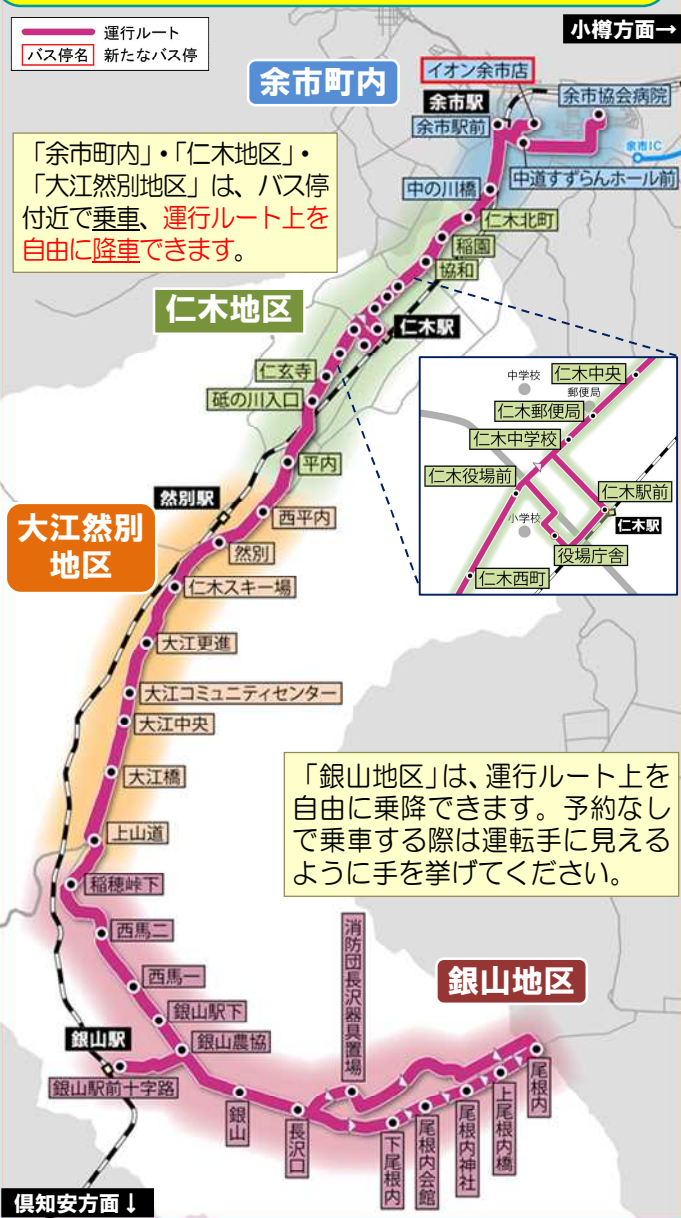 運行ルート
バス停名 新たなバス停
小樽方面→
余市町内
イオン余市店
余市駅
余市協会病院
余市駅前
余市IC
中道すずらんホール前
「余市町内」・「仁木地区」・
「大江然別地区」は、バス停
付近で乗車、運行ルート上を
自由に降車できます。
中の川橋
仁木北町
稲園
協和
仁木地区
仁木駅
仁玄寺
砥の川入口
平内
中学校
仁木中央
郵便局
仁木郵便局
仁木中学校
仁木役場前
仁木駅前
小学校
仁木駅
役場庁舎
仁木西町
然別駅
西平内
大江然別
地区
然別
仁木スキー場
大江更進
大江コミュニティセンター
大江中央
大江橋
上山道
「銀山地区」は、運行ルート上を
自由に乗降できます。予約なし
で乗車する際は運転手に見える
ように手を挙げてください。
稲穂峠下
西馬二
西馬一
銀山駅下
銀山農協
銀山駅
銀山駅前十字路
銀山
長沢口
消防団長沢器具置場
銀山地区
下尾根内
尾根内会館
尾根内神社
上尾根内橋
尾根内
倶知安方面↓